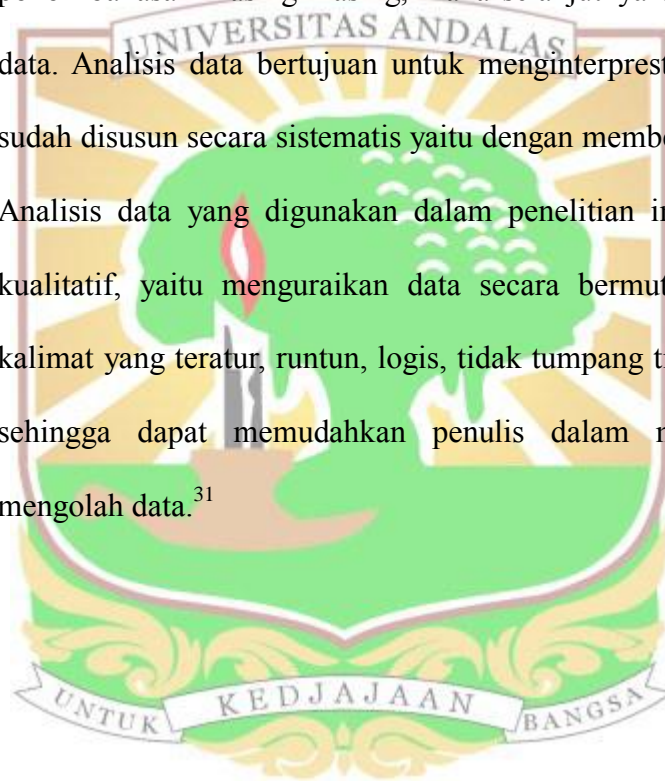 UNIVERSITAS ANDALAS
data. Analisis data bertujuan untuk menginterprest
sudah disusun secara sistematis yaitu dengan membe
Analisis data yang digunakan dalam penelitian in
kualitatif, yaitu menguraikan data secara bermut
kalimat yang teratur, runtun, logis, tidak tumpang ti
sehingga dapat memudahkan penulis dalam m
mengolah data.31
UNTUK KEDJAJAAN BANGSA